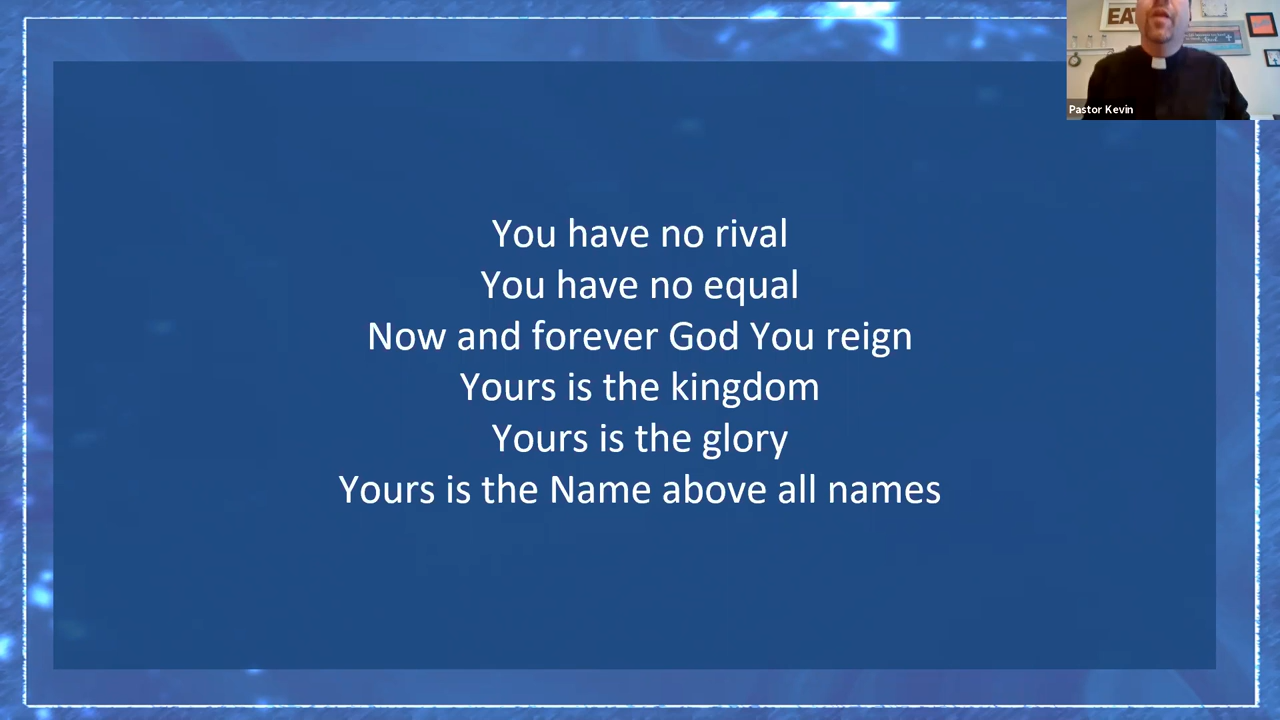 EAT
Pastor Kevin
You have no rival
You have no equal
Now and forever God You reign
Yours is the kingdom
Yours is the glory
Yours is the Name above all names